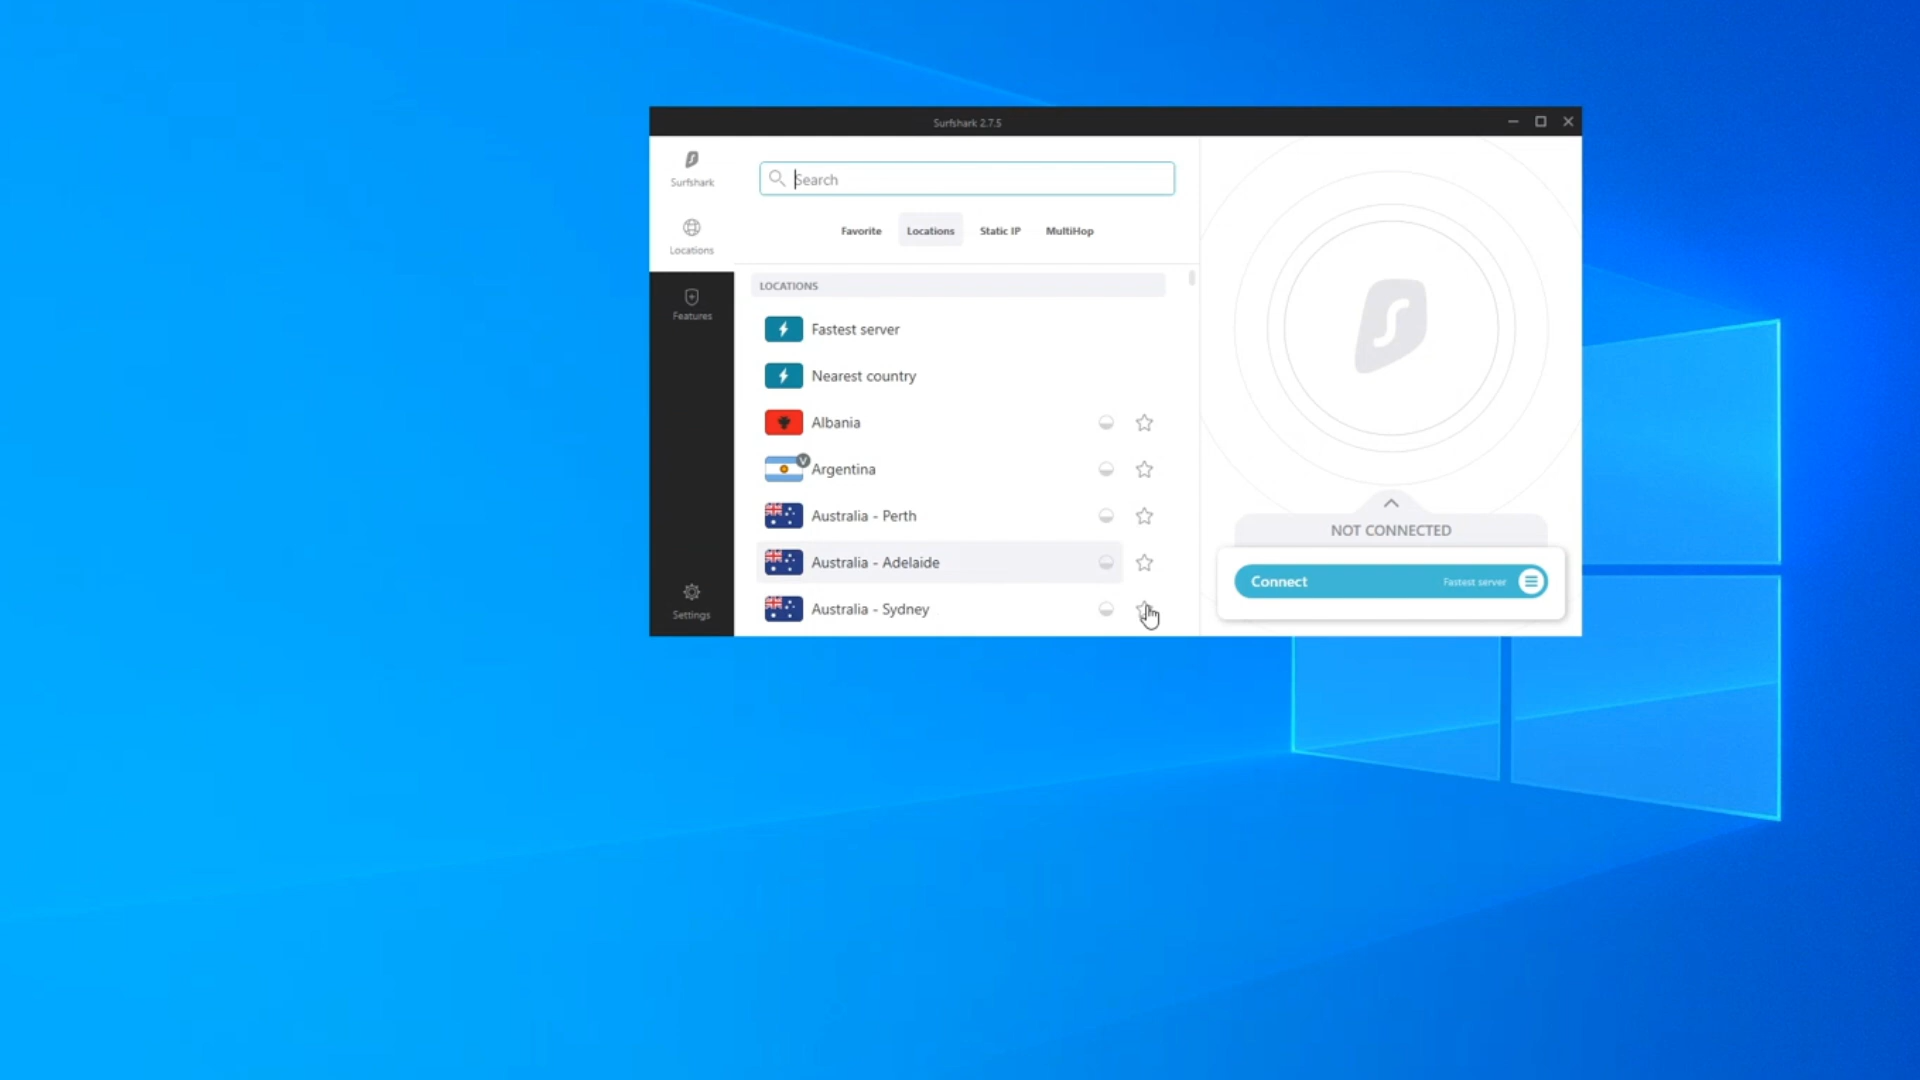 Surfshark 2.7.5
Surfshark
Locations
Features
Settings
Search
Favorite
Locations
Static IP
MultiHop
LOCATIONS
Fastest server
Nearest country
Albania
V
Argentina
Australia - Perth
Australia - Adelaide
Australia - Sydney
NOT CONNECTED
Connect
Fastest server